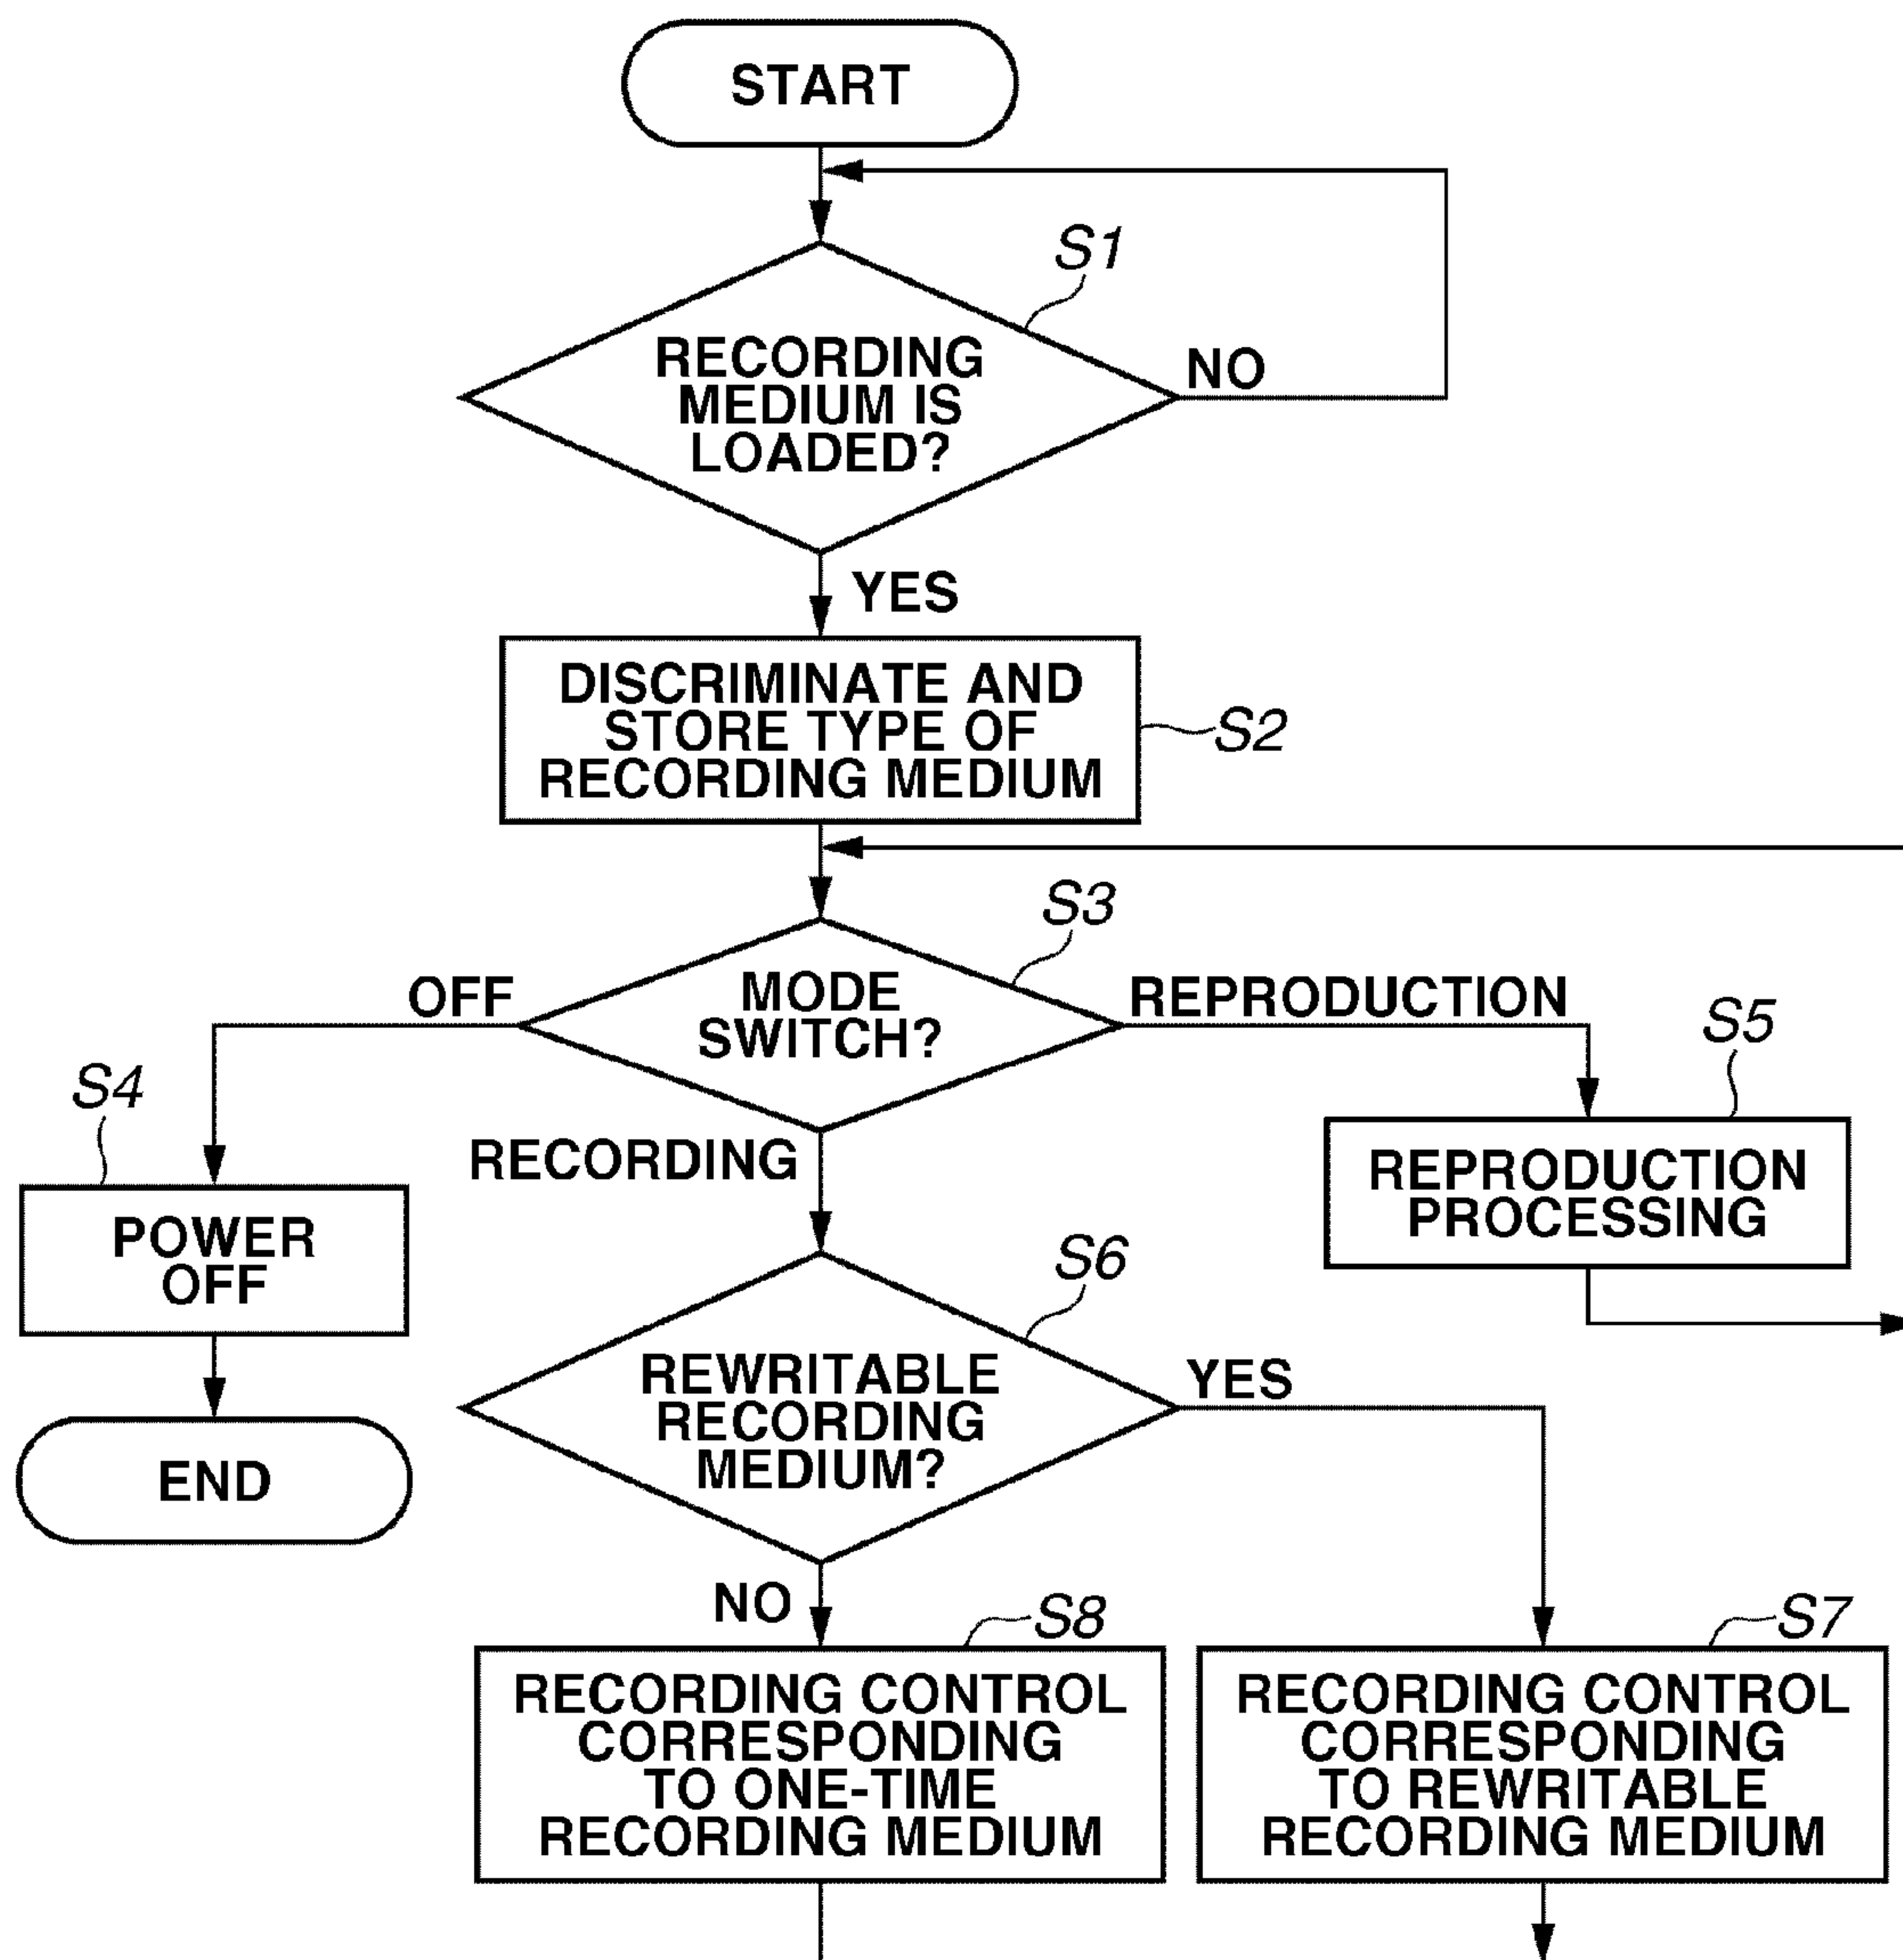 START
S1
RECORDING
MEDIUM IS
LOADED?
NO
YES
DISCRIMINATE AND
STORE TYPE OF
RECORDING MEDIUM
S2
S3
MODE
SWITCH?
OFF
REPRODUCTION
S4
S5
RECORDING
POWER
OFF
REPRODUCTION
PROCESSING
END
S6
REWRITABLE
RECORDING
MEDIUM?
YES
NO
S8
S7
RECORDING CONTROL
CORRESPONDING
TO ONE-TIME
RECORDING MEDIUM
RECORDING CONTROL
CORRESPONDING
TO REWRITABLE
RECORDING MEDIUM